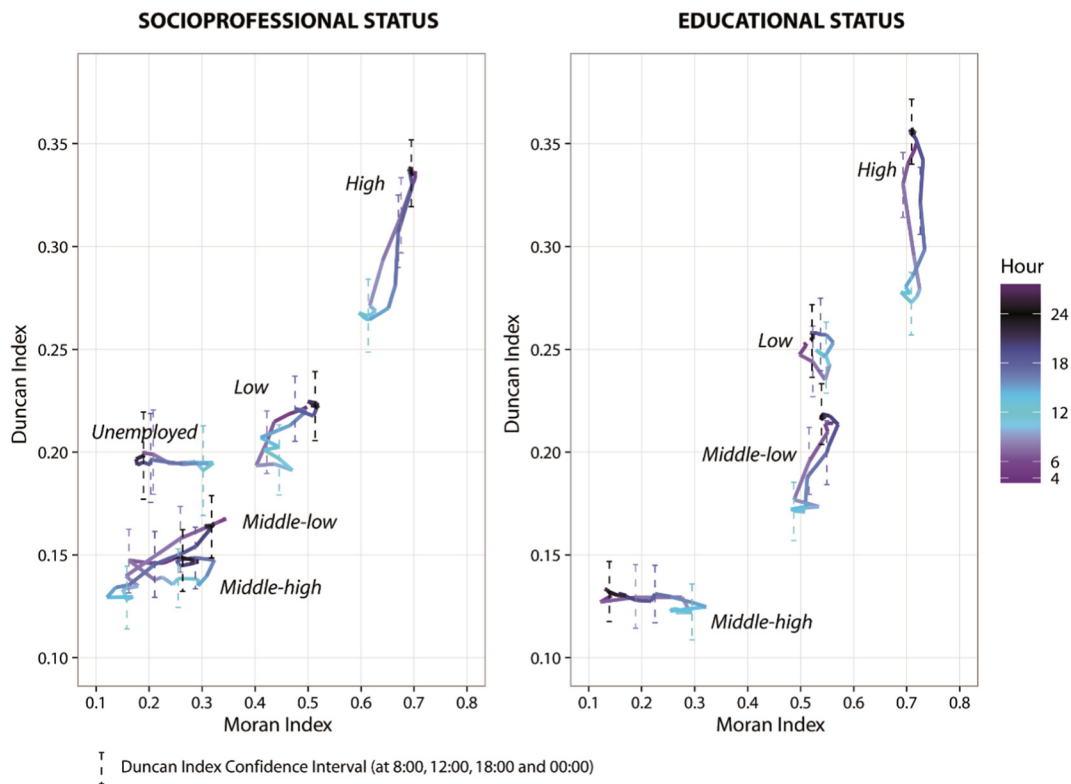 SOCIOPROFESSIONAL STATUS
EDUCATIONAL STATUS
Duncan Index
0.35
0.30
0.25
0.20
0.15
0.10
High
Low
Unemployed
Middle-low
Middle-high
0.1 0.2 0.3 0.4 0.5 0.6 0.7 0.8
Moran Index
Duncan Index
0.35
0.30
0.25
0.20
0.15
0.10
High
Low
Middle-low
Middle-high
0.1 0.2 0.3 0.4 0.5 0.6 0.7 0.8
Moran Index
Hour
24
18
12
6
4
Duncan Index Confidence Interval (at 8:00, 12:00, 18:00 and 00:00)